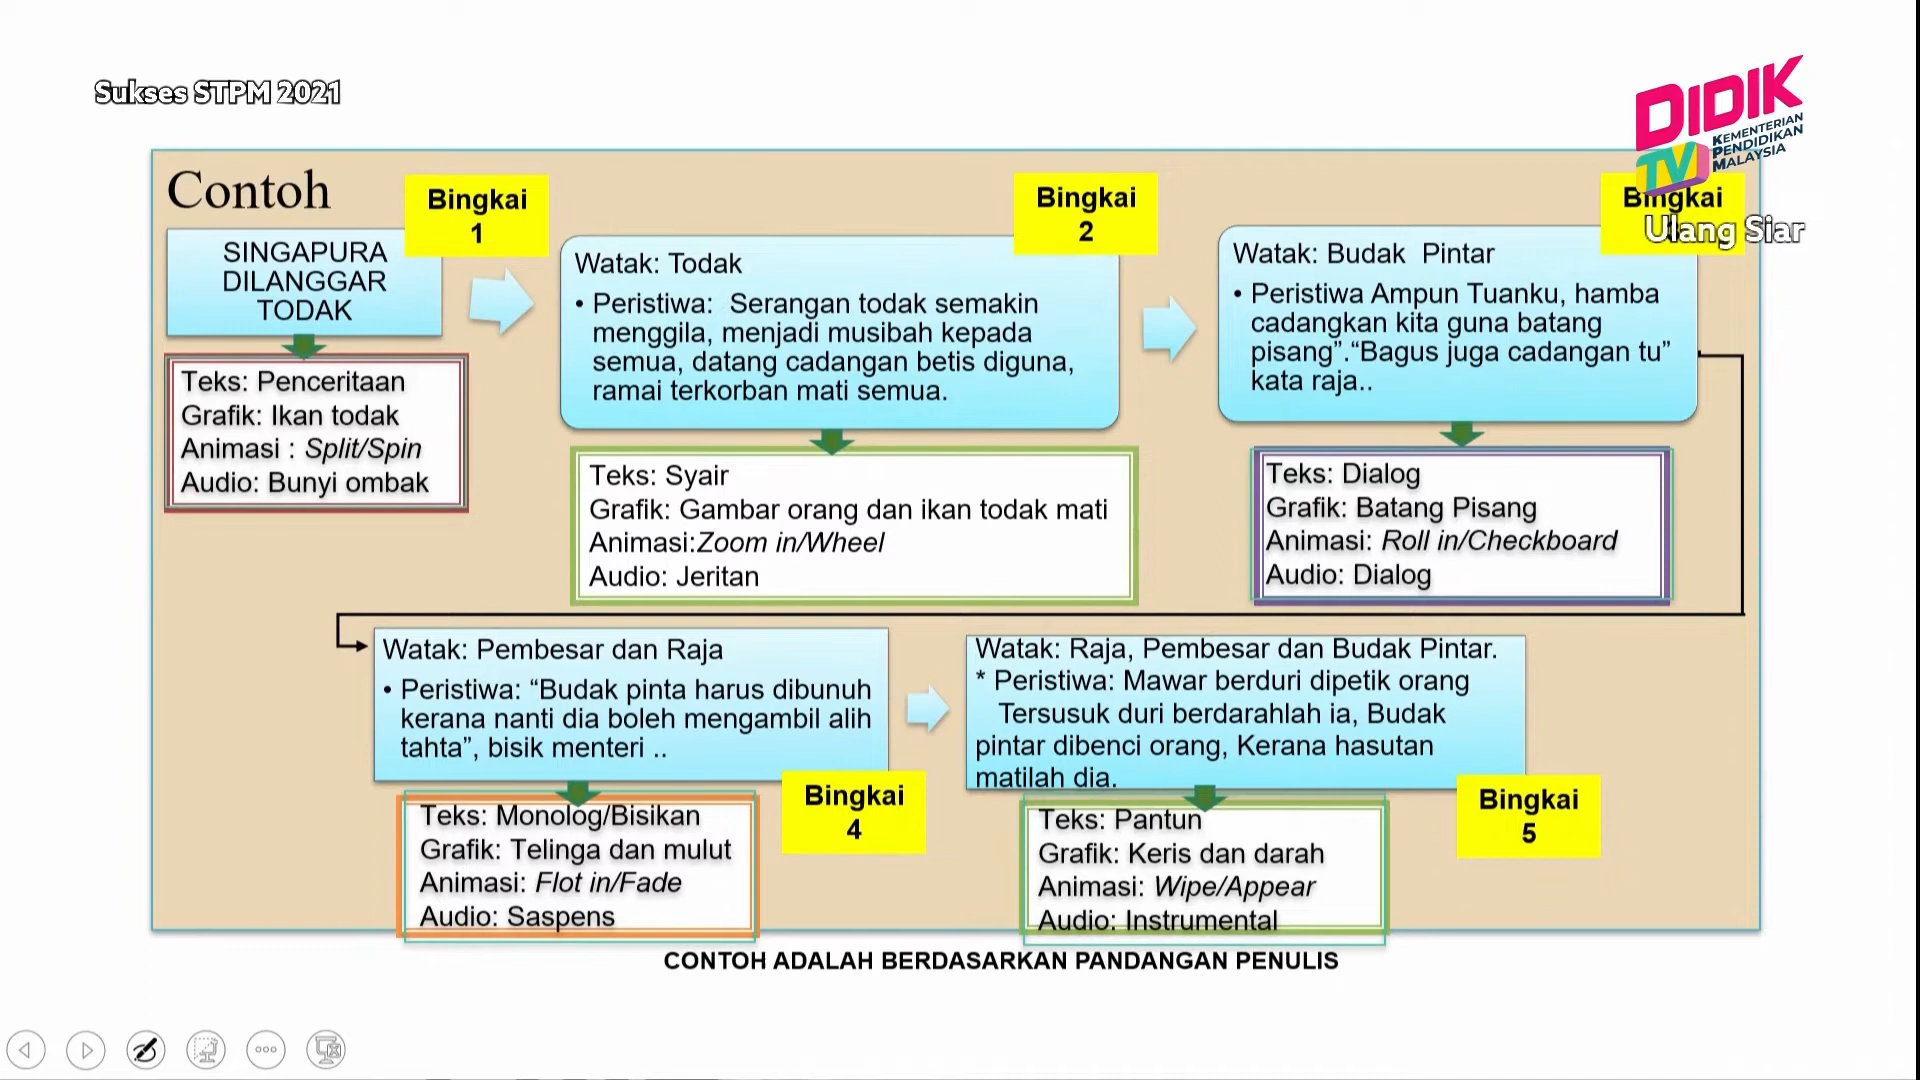 Sukses STPM 2021
DIDIK
TV
KEMENTERIAN
PENDIDIKAN
MALAYSIA
Ulang Siar
Contoh
Bingkai
1
SINGAPURA
DILANGGAR
TODAK
Teks: Penceritaan
Grafik: Ikan todak
Animasi : Split/Spin
Audio: Bunyi ombak
Bingkai
2
Watak: Todak
• Peristiwa: Serangan todak semakin
menggila, menjadi musibah kepada
semua, datang cadangan betis diguna,
ramai terkorban mati semua.
Teks: Syair
Grafik: Gambar orang dan ikan todak mati
Animasi:Zoom in/Wheel
Audio: Jeritan
Bingkai
Watak: Budak Pintar
• Peristiwa Ampun Tuanku, hamba
cadangkan kita guna batang
pisang”.“Bagus juga cadangan tu”
kata raja..
Teks: Dialog
Grafik: Batang Pisang
Animasi: Roll in/Checkboard
Audio: Dialog
Watak: Pembesar dan Raja
• Peristiwa: “Budak pinta harus dibunuh
kerana nanti dia boleh mengambil alih
tahta”, bisik menteri ..
Bingkai
4
Teks: Monolog/Bisikan
Grafik: Telinga dan mulut
Animasi: Flot in/Fade
Audio: Saspens
Watak: Raja, Pembesar dan Budak Pintar.
* Peristiwa: Mawar berduri dipetik orang
Tersusuk duri berdarahlah ia, Budak
pintar dibenci orang, Kerana hasutan
matilah dia.
Bingkai
5
Teks: Pantun
Grafik: Keris dan darah
Animasi: Wipe/Appear
Audio: Instrumental
CONTOH ADALAH BERDASARKAN PANDANGAN PENULIS